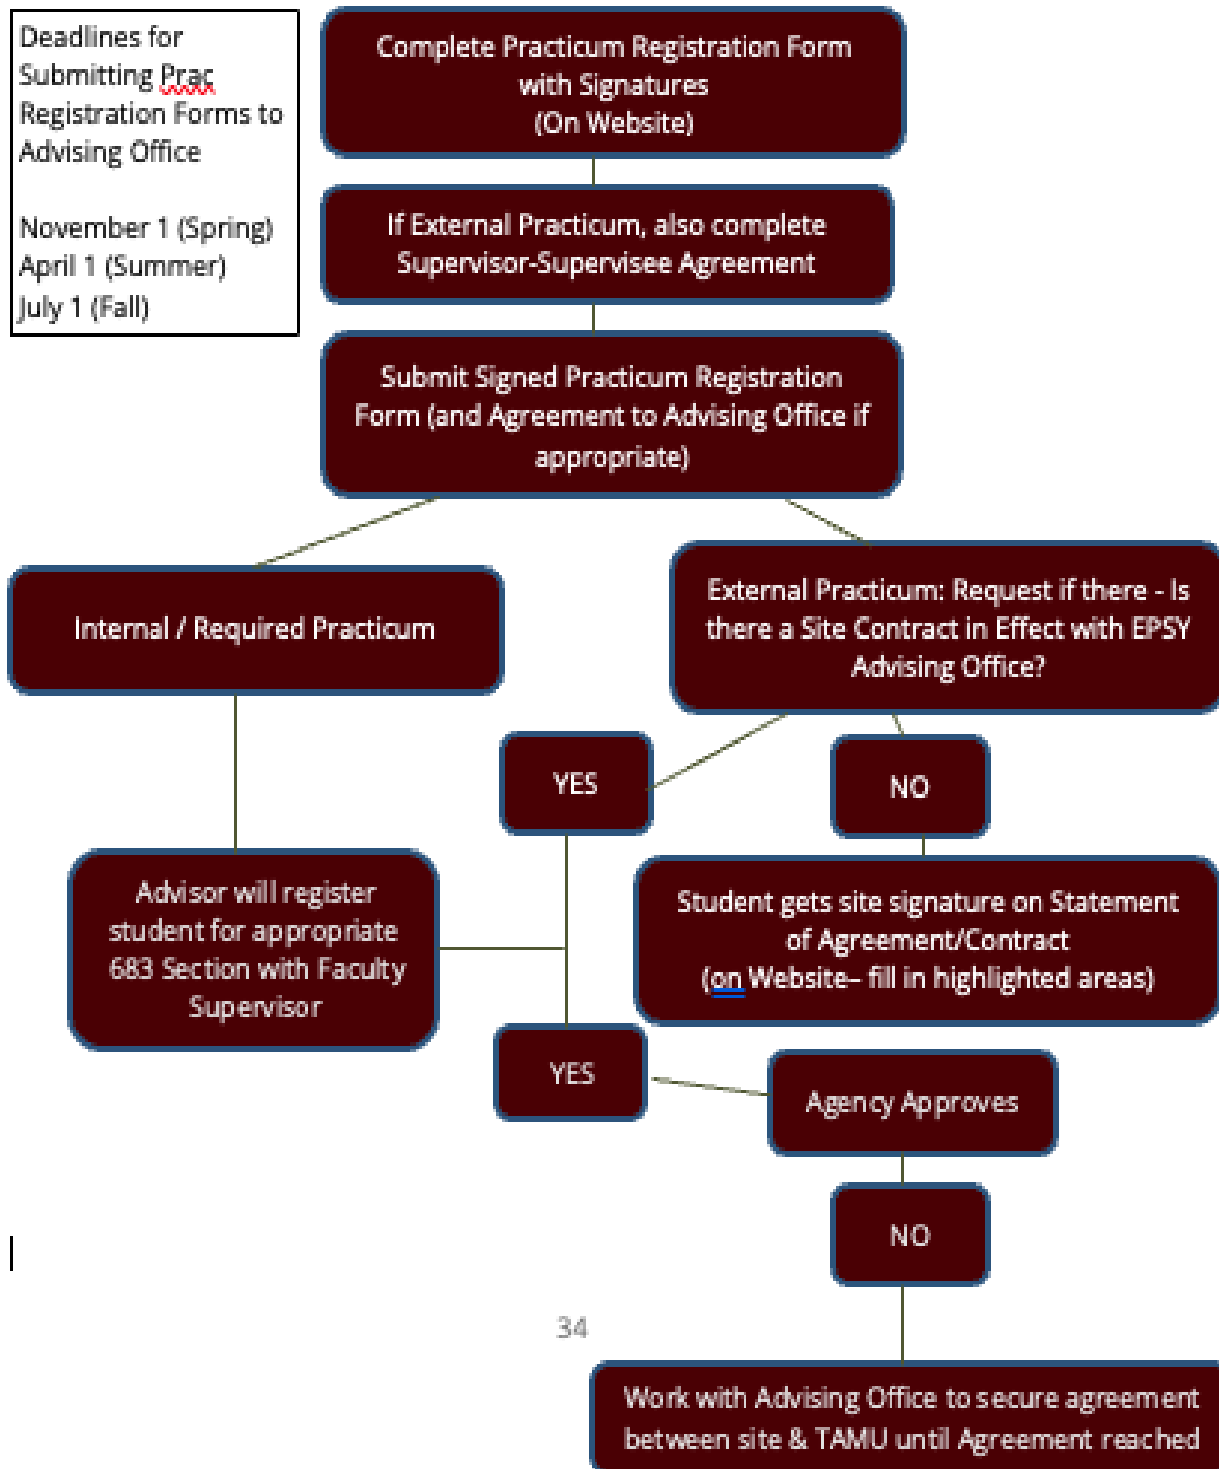 Deadlines for
Submitting Prac
Registration Forms to
Advising Office
November 1 (Spring)
April 1 (Summer)
July 1 (Fall)
Complete Practicum Registration Form
with Signatures
(On Website)
If External Practicum, also complete
Supervisor-Supervisee Agreement
Submit Signed Practicum Registration
Form (and Agreement to Advising Office if
appropriate)
Internal / Required Practicum
External Practicum: Request if there - Is
there a Site Contract in Effect with EPSY
Advising Office?
YES
NO
Advisor will register
student for appropriate
683 Section with Faculty
Supervisor
Student gets site signature on Statement
of Agreement/Contract
(on Website– fill in highlighted areas)
YES
Agency Approves
NO
34
Work with Advising Office to secure agreement
between site & TAMU until Agreement reached